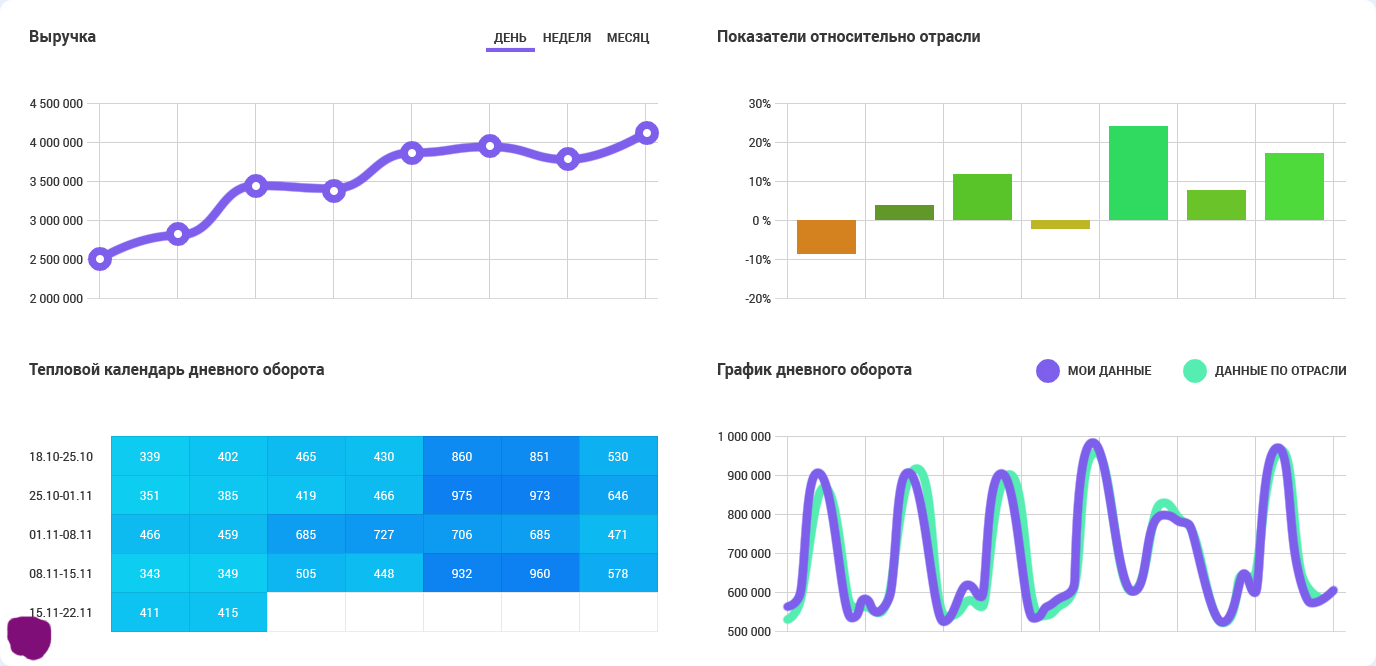 Выручка
ДЕНЬ НЕДЕЛЯ МЕСЯЦ
4 500 000
4 000 000
3 500 000
3 000 000
2 500 000
2 000 000
Показатели относительно отрасли
30%
20%
10%
0 %
-10%
-20%
Тепловой календарь дневного оборота
18.10-25.10 339 402 465 430 860 851 530
25.10-01.11 351 385 419 466 975 973 646
01.11-08.11 466 459 685 727 706 685 471
08.11-15.11 343 349 505 448 932 960 578
15.11-22.11 411 415
График дневного оборота
МОИ ДАННЫЕ ДАННЫЕ ПО ОТРАСЛИ
1 000 000
900 000
800 000
700 000
600 000
500 000